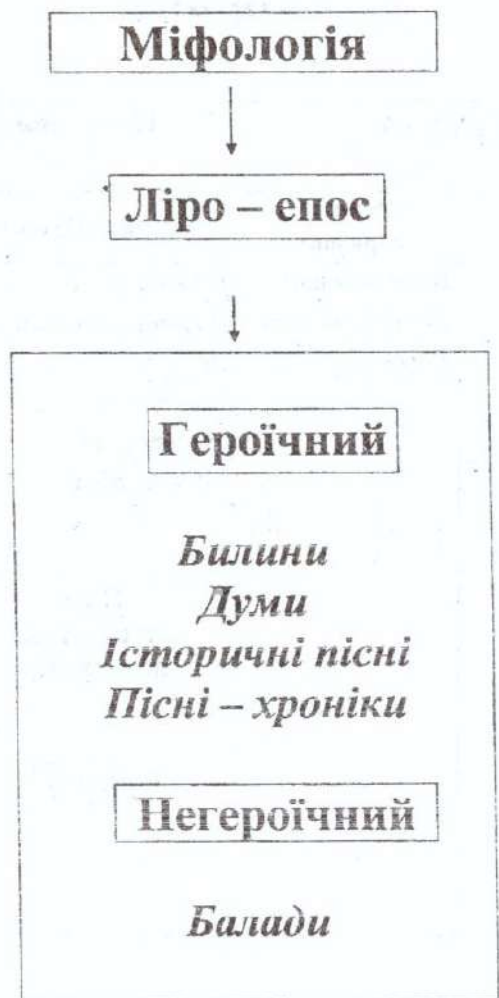 Міфологія
Ліро – епос
Героїчний
Билини
Думи
Історичні пісні
Пісні – хроніки
Негероїчний
Балади